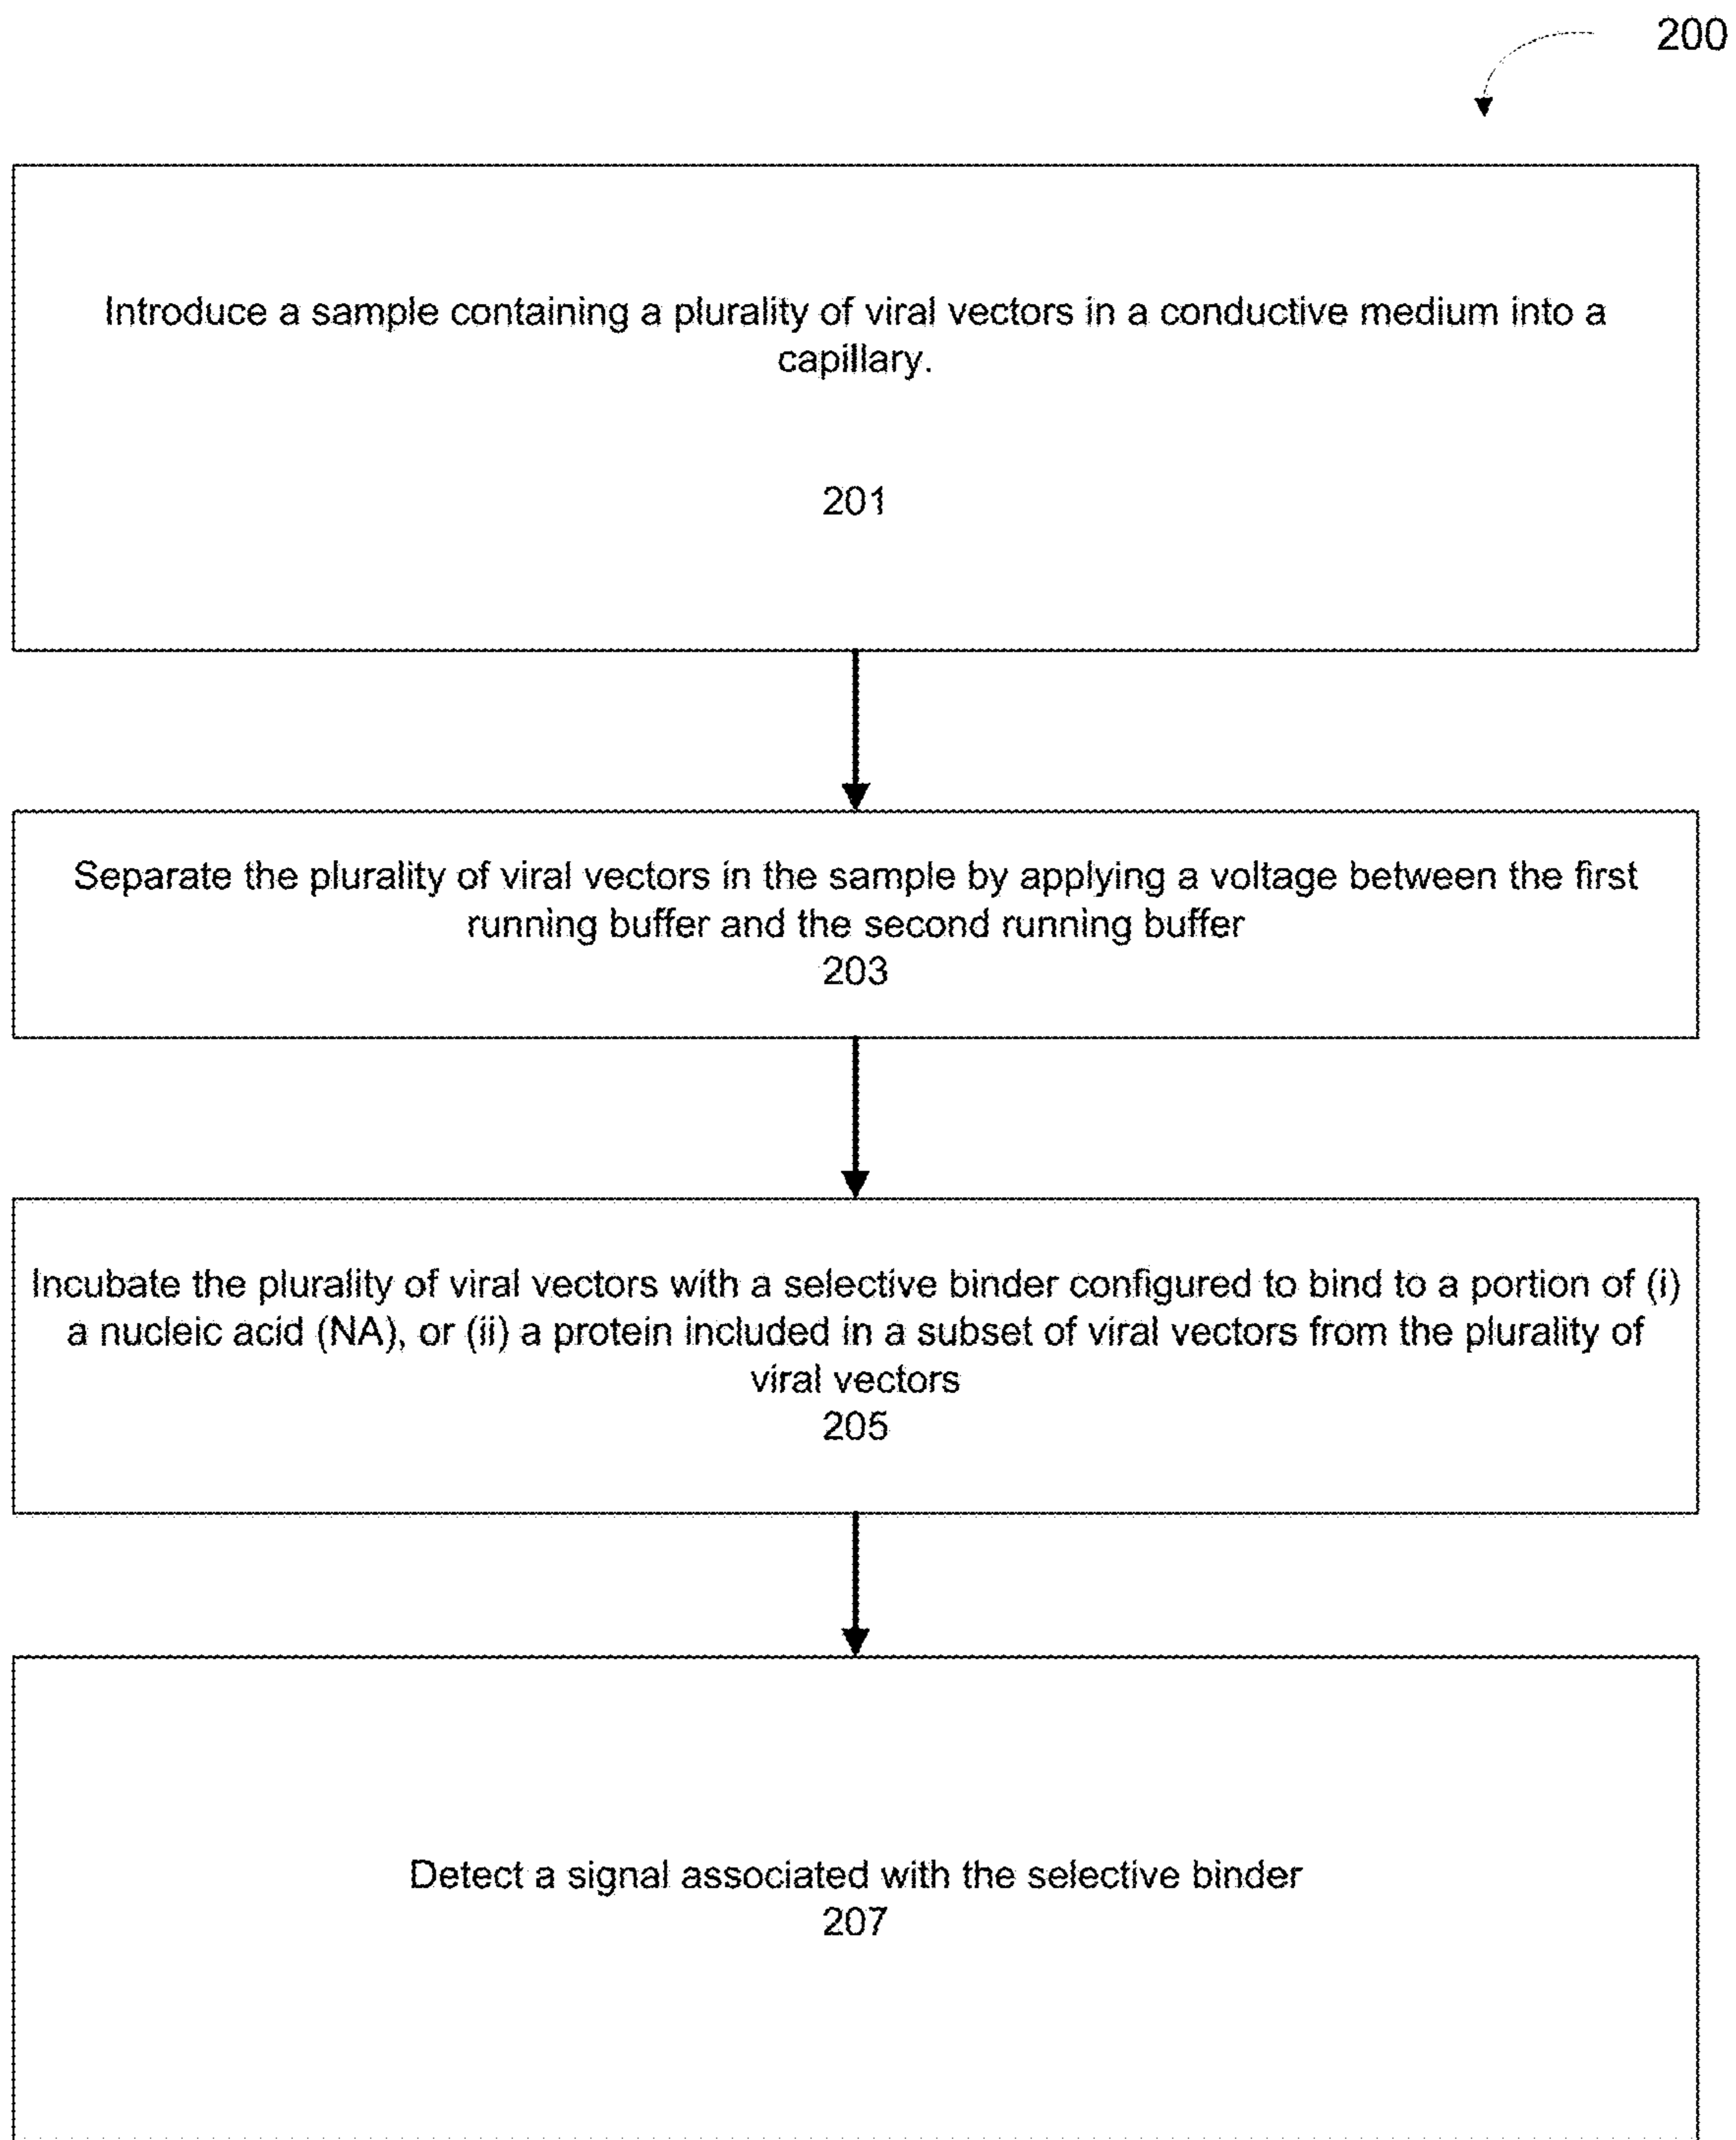 200
Introduce a sample containing a plurality of viral vectors in a conductive medium into a
capillary.
201
Separate the plurality of viral vectors in the sample by applying a voltage between the first
running buffer and the second running buffer
203
Incubate the plurality of viral vectors with a selective binder configured to bind to a portion of (i)
a nucleic acid (NA), or (ii) a protein included in a subset of viral vectors from the plurality of
viral vectors
205
Detect a signal associated with the selective binder
207